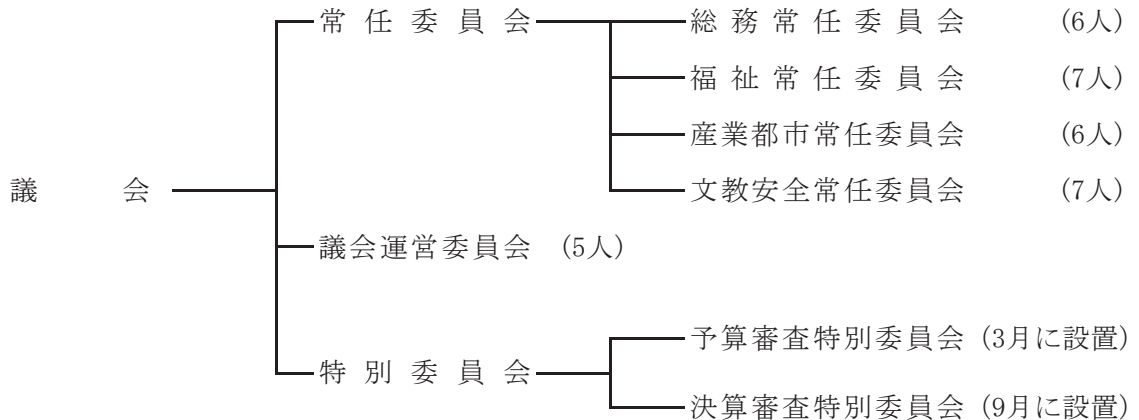 常任委員会 総務常任委員会 (6人)
福祉常任委員会 (7人)
産業都市常任委員会 (6人)
議会 文教安全常任委員会 (7人)
議会運営委員会 (5人)
予算審査特別委員会 (3月に設置)
特別委員会
決算審査特別委員会 (9月に設置)